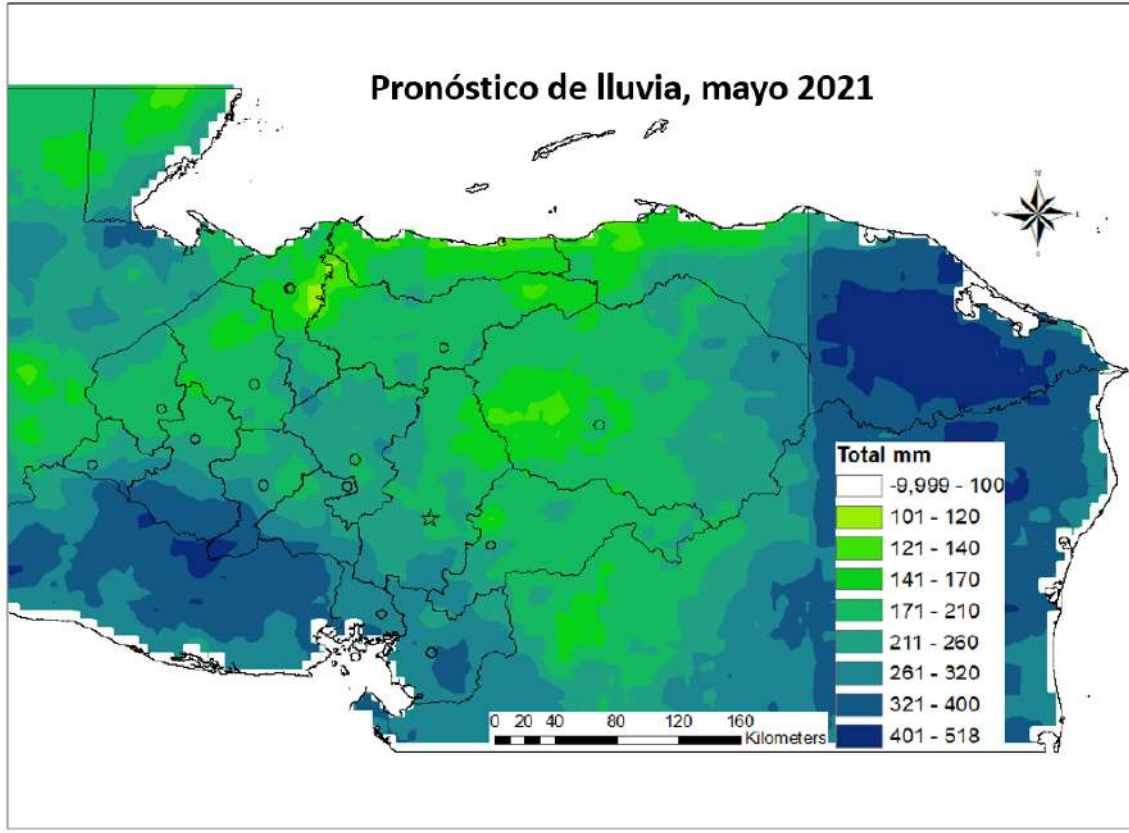 Pronóstico de lluvia, mayo 2021
N
W
E
S
Total mm
-9,999 - 100
101 - 120
121 - 140
141 - 170
171 - 210
211 - 260
261 - 320
321 - 400
401 - 518
0 20 40 80 120 160
Kilometers